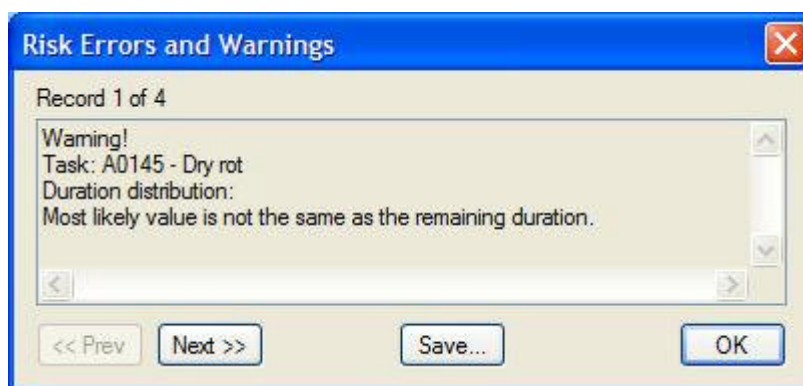 Risk Errors and Warnings
Record 1 of 4
Warning!
Task: A0145 - Dry rot
Duration distribution:
Most likely value is not the same as the remaining duration.
<< Prev Next >> Save... OK